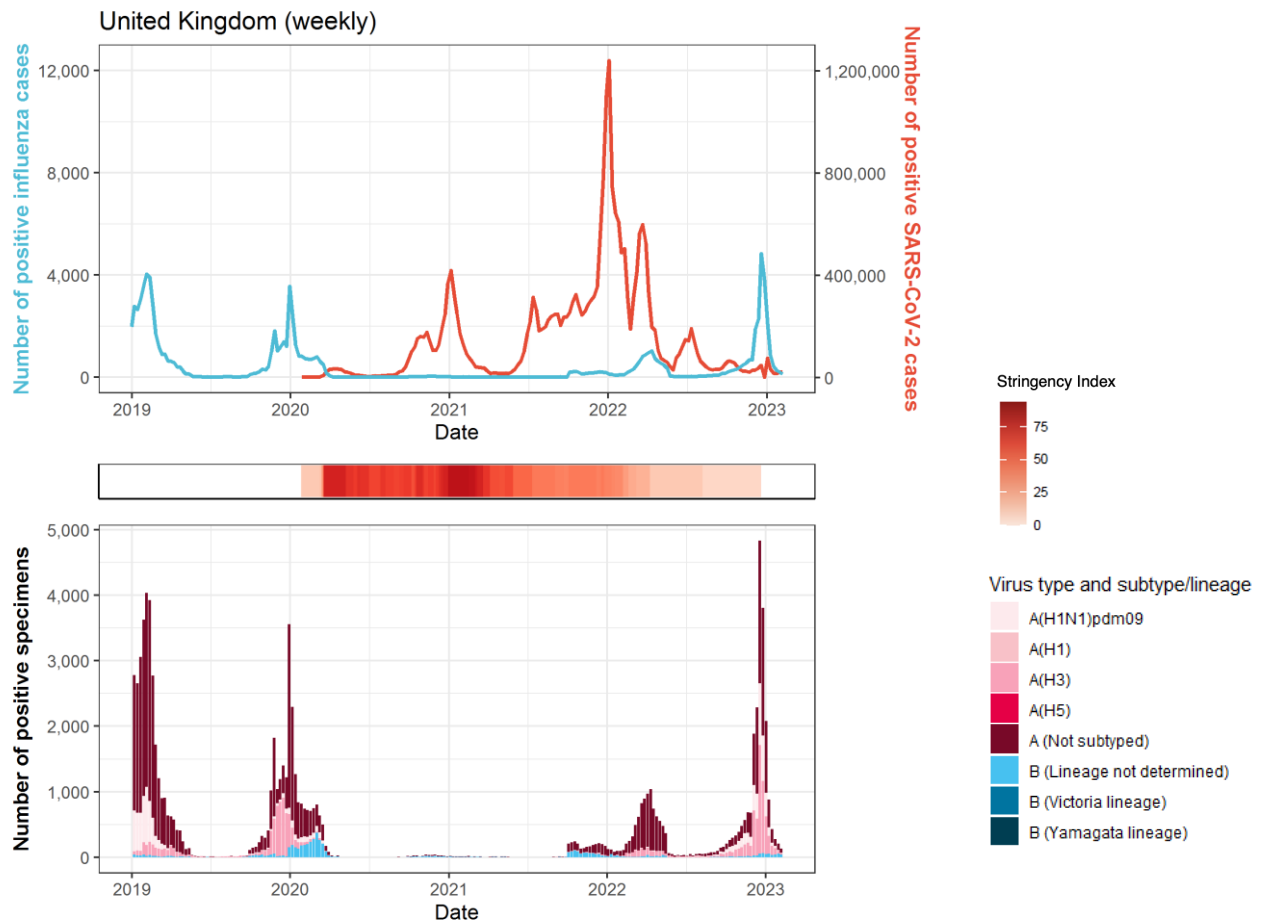 United Kingdom (weekly)
Number of positive influenza cases
12,000
8,000
4,000
0
1,200,000
800,000
400,000
0
Number of positive SARS-CoV-2 cases
2019
2020
2021
2022
2023
Date
Stringency Index
75
50
25
0
Number of positive specimens
5,000
4,000
3,000
2,000
1,000
0
2019
2020
2021
2022
2023
Date
Virus type and subtype/lineage
A(H1N1)pdm09
A(H1)
A(H3)
A(H5)
A (Not subtyped)
B (Lineage not determined)
B (Victoria lineage)
B (Yamagata lineage)